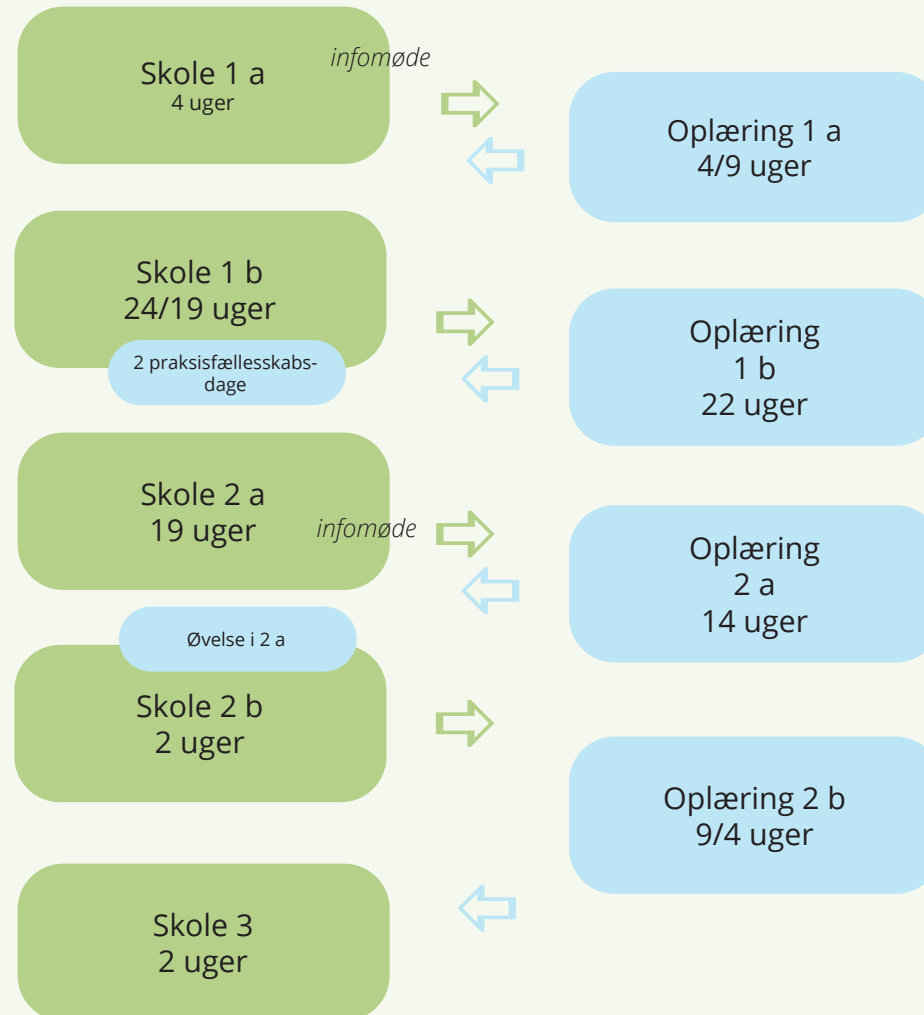 Skole 1 a
4 uger
infomøde
Oplæring 1 a
4/9 uger
Skole 1 b
24/19 uger
2 praksisfællesskabs-
dage
Oplæring
1 b
22 uger
Skole 2 a
19 uger
infomøde
Oplæring
2 a
14 uger
Øvelse i 2 a
Skole 2 b
2 uger
Oplæring 2 b
9/4 uger
Skole 3
2 uger